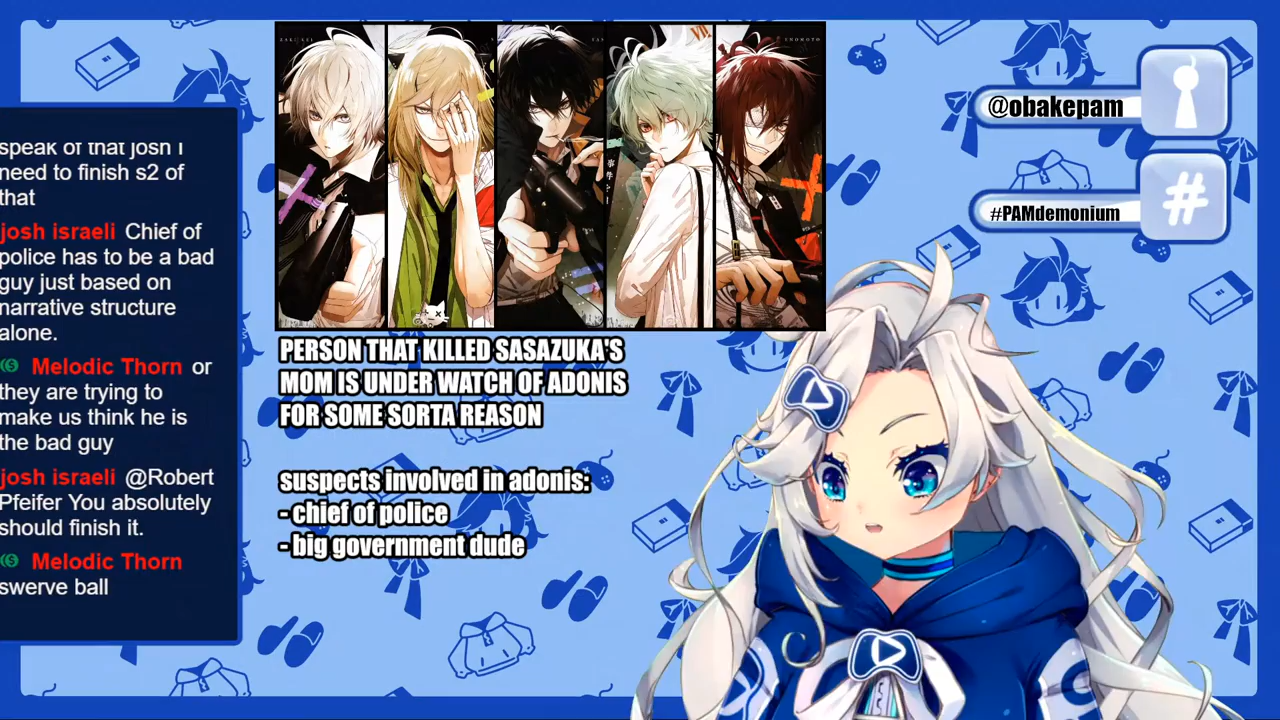 speak of that josh I
need to finish s2 of
that
josh israeli Chief of
police has to be a bad
guy just based on
narrative structure
alone.
Melodic Thorn or
they are trying to
make us think he is
the bad guy
josh israeli @Robert
Pfeifer You absolutely
should finish it.
Melodic Thorn
swerve ball
PERSON THAT KILLED SASAZUKA'S
MOM IS UNDER WATCH OF ADONIS
FOR SOME SORTA REASON
suspects involved in adonis:
- chief of police
- big government dude
@obakepam
#PAMdemonium
#